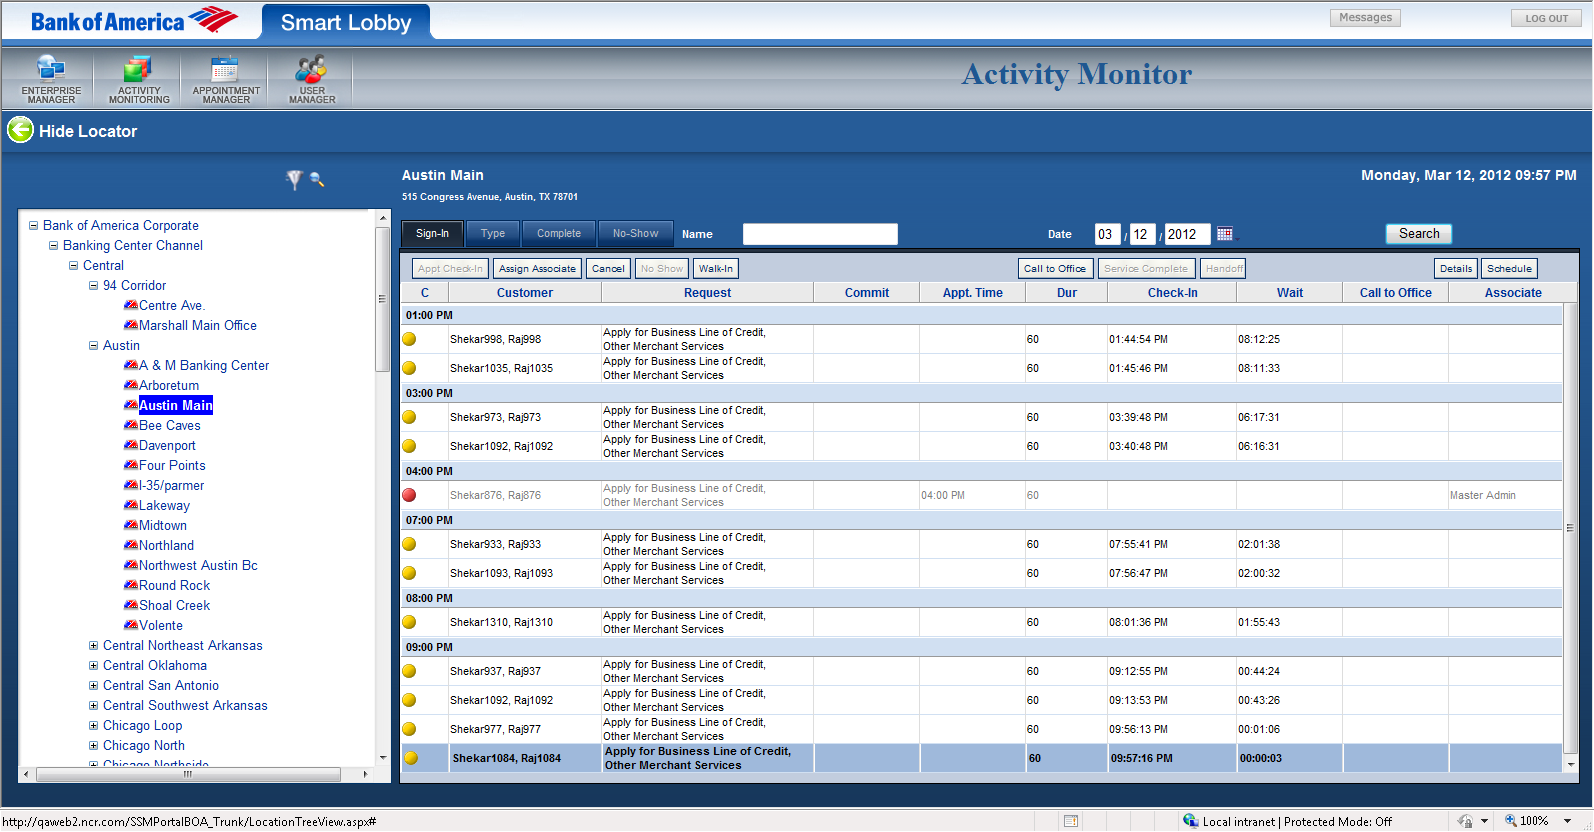 Bank of America
Smart Lobby
Messages
LOG OUT
ENTERPRISE MANAGER
ACTIVITY MONITORING
APPOINTMENT MANAGER
USER MANAGER
Activity Monitor
Hide Locator
Austin Main
Monday, Mar 12, 2012 09:57 PM
515 Congress Avenue, Austin, TX 78701
Bank of America Corporate
Banking Center Channel
Central
94 Corridor
Centre Ave.
Marshall Main Office
Austin
A & M Banking Center
Arboretum
Austin Main
Bee Caves
Davenport
Four Points
I-35/parmer
Lakeway
Midtown
Northland
Northwest Austin Bc
Round Rock
Shoal Creek
Volente
Central Northeast Arkansas
Central Oklahoma
Central San Antonio
Central Southwest Arkansas
Chicago Loop
Chicago North
Chicago Northside
Sign-In Type Complete No-Show Name Date 03 / 12 / 2012 Search
Appt Check-In Assign Associate Cancel No Show Walk-In Call to Office Service Complete Handoff Details Schedule
C Customer Request Commit Appt. Time Dur Check-In Wait Call to Office Associate
01:00 PM
Shekar998, Raj998 Apply for Business Line of Credit, Other Merchant Services 60 01:44:54 PM 08:12:25
Shekar1035, Raj1035 Apply for Business Line of Credit, Other Merchant Services 60 01:45:46 PM 08:11:33
03:00 PM
Shekar973, Raj973 Apply for Business Line of Credit, Other Merchant Services 60 03:39:48 PM 06:17:31
Shekar1092, Raj1092 Apply for Business Line of Credit, Other Merchant Services 60 03:40:48 PM 06:16:31
04:00 PM
Shekar876, Raj876 Apply for Business Line of Credit, Other Merchant Services 04:00 PM 60 Master Admin
07:00 PM
Shekar933, Raj933 Apply for Business Line of Credit, Other Merchant Services 60 07:55:41 PM 02:01:38
Shekar1093, Raj1093 Apply for Business Line of Credit, Other Merchant Services 60 07:56:47 PM 02:00:32
08:00 PM
Shekar1310, Raj1310 Apply for Business Line of Credit, Other Merchant Services 60 08:01:36 PM 01:55:43
09:00 PM
Shekar937, Raj937 Apply for Business Line of Credit, Other Merchant Services 60 09:12:55 PM 00:44:24
Shekar1092, Raj1092 Apply for Business Line of Credit, Other Merchant Services 60 09:13:53 PM 00:43:26
Shekar977, Raj977 Apply for Business Line of Credit, Other Merchant Services 60 09:56:13 PM 00:01:06
Shekar1084, Raj1084 Apply for Business Line of Credit, Other Merchant Services 60 09:57:16 PM 00:00:03
http://qaweb2.ncr.com/SSMPortalBOA_Trunk/LocationTreeView.aspx#
Local intranet | Protected Mode: Off
100%